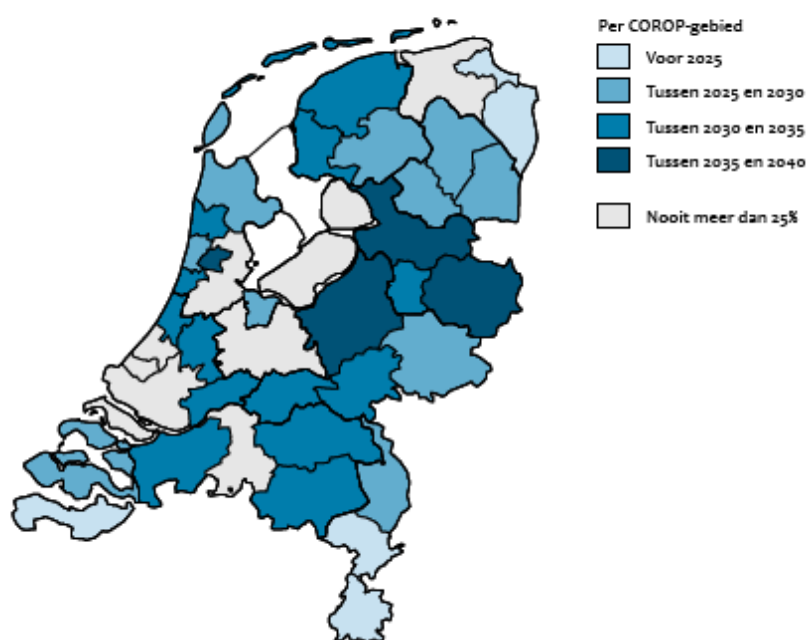 Per COROP-gebied
Voor 2025
Tussen 2025 en 2030
Tussen 2030 en 2035
Tussen 2035 en 2040
Nooit meer dan 25%